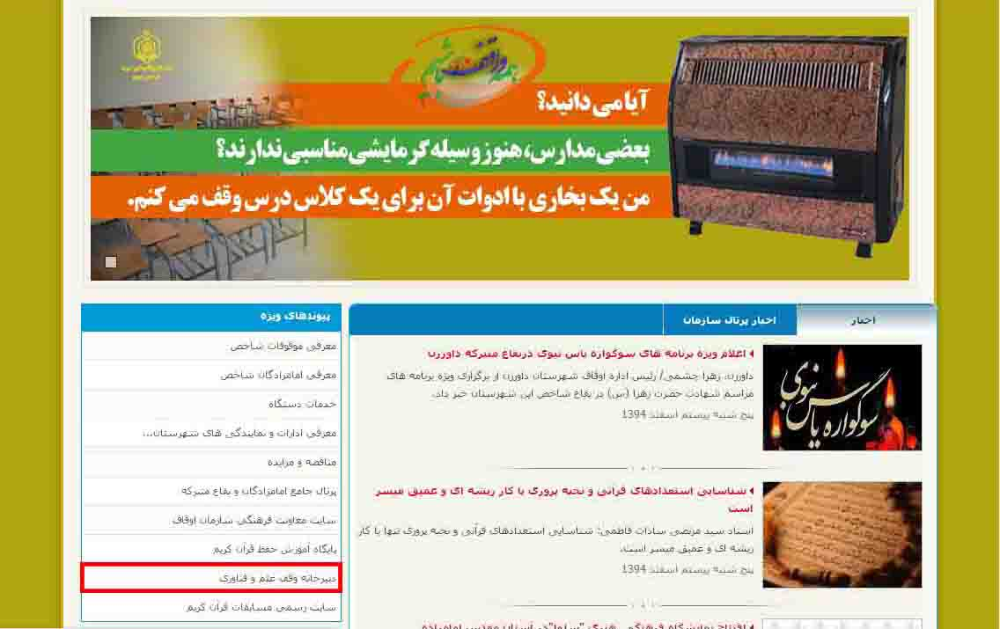 همه واقف باشیم
آیا می دانید؟
بعضی مدارس، هنوز وسیله گرمایشی مناسبی ندارند؟
من یک بخاری با ادوات آن برای یک کلاس درس وقف می کنم.
اخبار
اخبار پرتال سازمان
اعلام ویژه برنامه های سوگواره یاس نبوی دربقاع متبرکه داورزن
داورزن، زهرا چشمی/ رئیس اداره اوقاف شهرستان داورزن از برگزاری ویژه برنامه های
مراسم شهادت حضرت زهرا (س) در بقاع شاخص این شهرستان خبر داد.
پنج شنبه بیستم اسفند 1394
سوگواره یاس نبوی
شناسایی استعدادهای قرآنی و نخبه پروری با کار ریشه ای و عمیق میسر
است
استاد سید مرتضی سادات فاطمی: شناسایی استعدادهای قرآنی و نخبه پروری تنها با کار
ریشه ای و عمیق میسر است.
پنج شنبه بیستم اسفند 1394
افتتاح نمایشگاه فرهنگی هنری "سلما" در آستان مقدس امامزاده
پیوندهای ویژه
معرفی موقوفات شاخص
معرفی امامزادگان شاخص
خدمات دستگاه
معرفی ادارات و نمایندگی های شهرستان...
مناقصه و مزایده
پرتال جامع امامزادگان و بقاع متبرکه
سایت معاونت فرهنگی سازمان اوقاف
پایگاه آموزش حفظ قرآن کریم
دبیرخانه وقف علم و فناوری
سایت رسمی مسابقات قرآن کریم